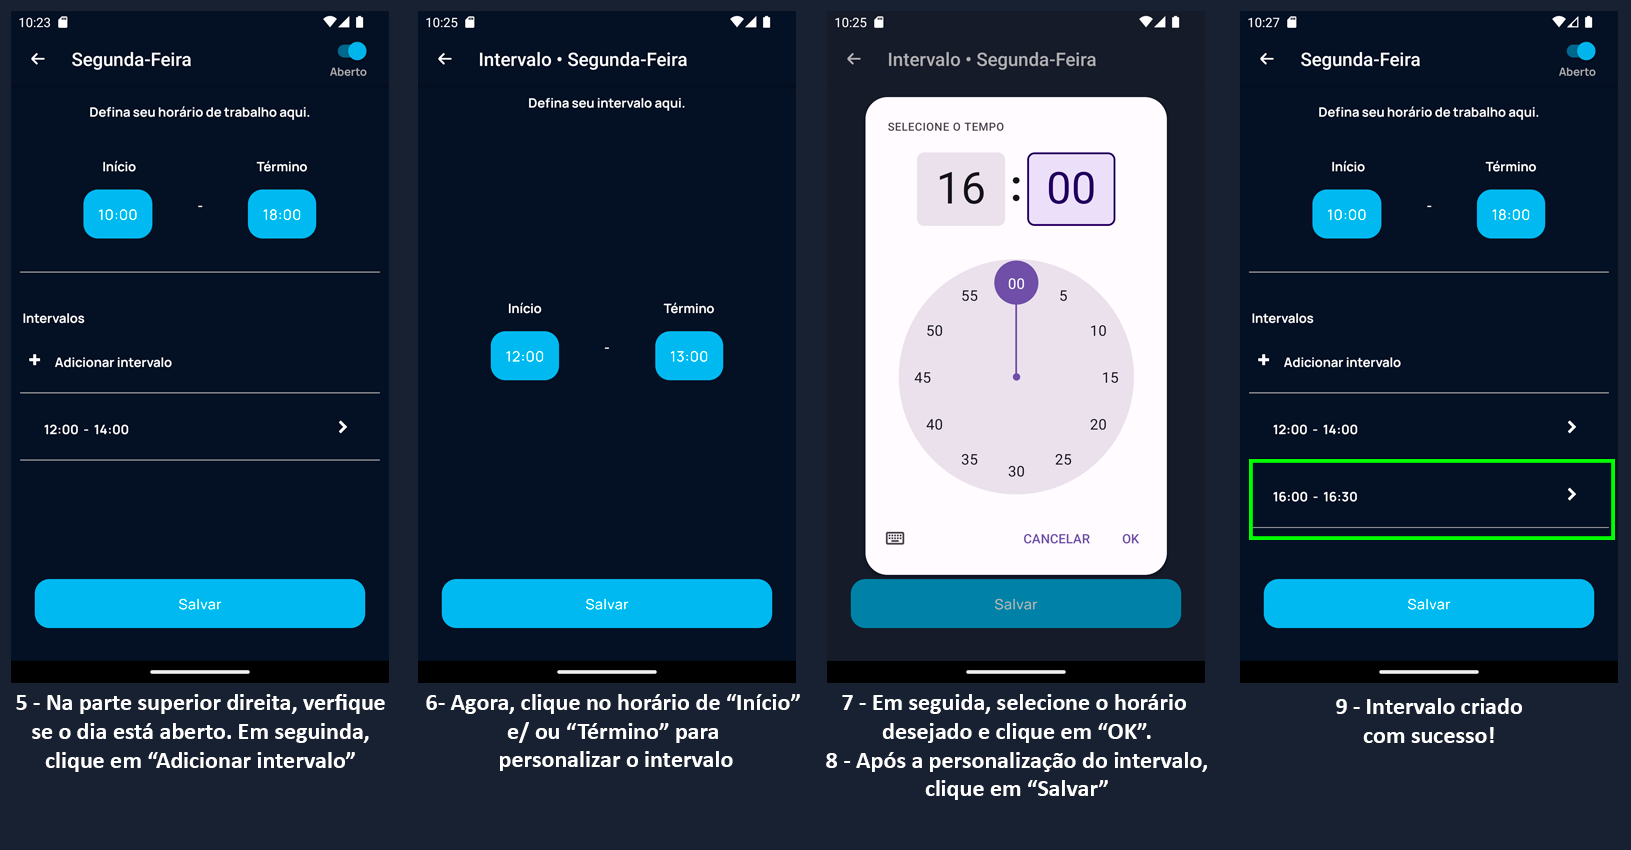 10:23
Segunda-Feira
Aberto
Defina seu horário de trabalho aqui.
Início
Término
10:00
-
18:00
Intervalos
+ Adicionar intervalo
12:00 - 14:00
Salvar
5 - Na parte superior direita, verfique
se o dia está aberto. Em seguinda,
clique em “Adicionar intervalo”
10:25
Intervalo • Segunda-Feira
Defina seu intervalo aqui.
Início
Término
12:00
-
13:00
Salvar
6- Agora, clique no horário de “Início”
e/ ou “Término” para
personalizar o intervalo
10:25
Intervalo • Segunda-Feira
SELECIONE O TEMPO
16:00
00
5
10
15
20
25
30
35
40
45
50
55
CANCELAR
OK
Salvar
7 - Em seguida, selecione o horário
desejado e clique em “OK”.
8 - Após a personalização do intervalo,
clique em “Salvar”
10:27
Segunda-Feira
Aberto
Defina seu horário de trabalho aqui.
Início
Término
10:00
-
18:00
Intervalos
+ Adicionar intervalo
12:00 - 14:00
16:00 - 16:30
Salvar
9 - Intervalo criado
com sucesso!